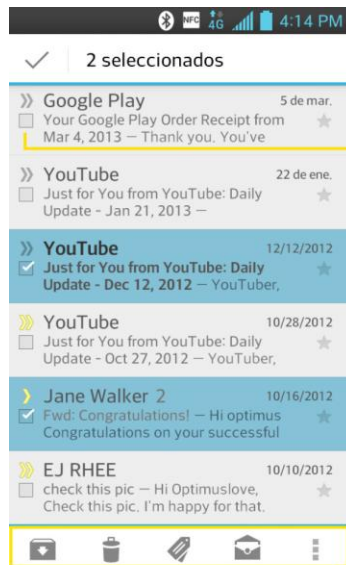 NFC 4G 4:14 PM
2 seleccionados
Google Play 5 de mar.
Your Google Play Order Receipt from
Mar 4, 2013 – Thank you. You've
YouTube 22 de ene.
Just for You from YouTube: Daily
Update - Jan 21, 2013 –
YouTube 12/12/2012
Just for You from YouTube: Daily
Update - Dec 12, 2012 – YouTuber,
YouTube 10/28/2012
Just for You from YouTube: Daily
Update - Oct 27, 2012 – YouTuber,
Jane Walker 2 10/16/2012
Fwd: Congratulations! – Hi optimus
Congratulations on your successful
EJ RHEE 10/10/2012
check this pic – Hi Optimuslove,
Check this pic. I'm happy for that.